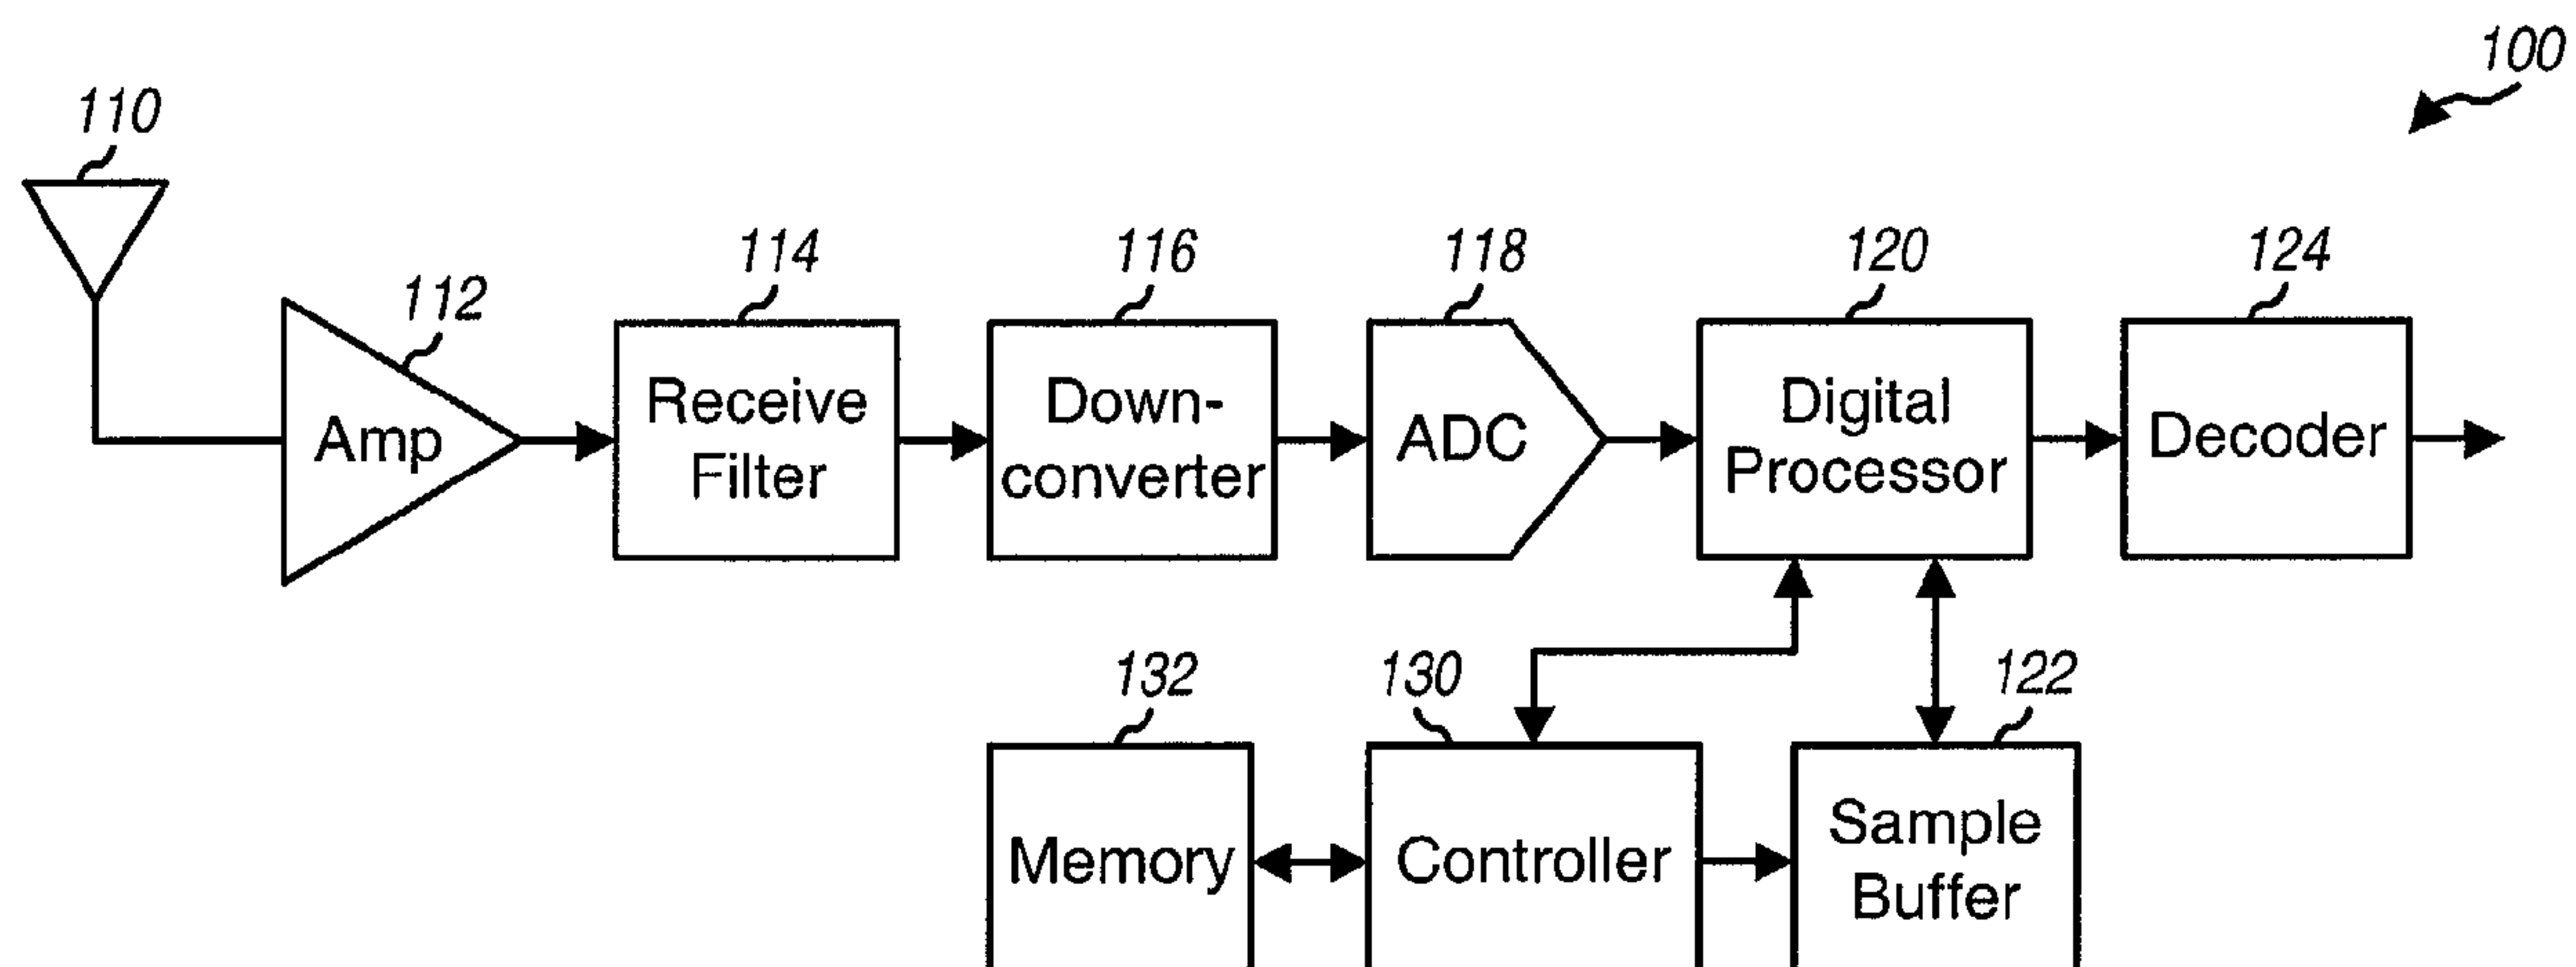 100
110
112
114
116
118
120
124
Amp
Receive
Filter
Down-
converter
ADC
Digital
Processor
Decoder
132
130
122
Memory
Controller
Sample
Buffer